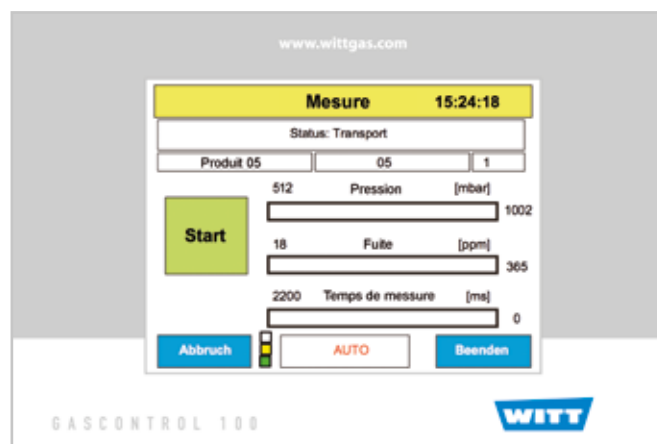 www.wittgas.com
Mesure 15:24:18
Status: Transport
Produit 05 05 1
512 Pression [mbar]
1002
Start
18 Fuite [ppm]
365
2200 Temps de messure [ms]
0
Abbruch AUTO Beenden
GASCONTROL 100
WITT